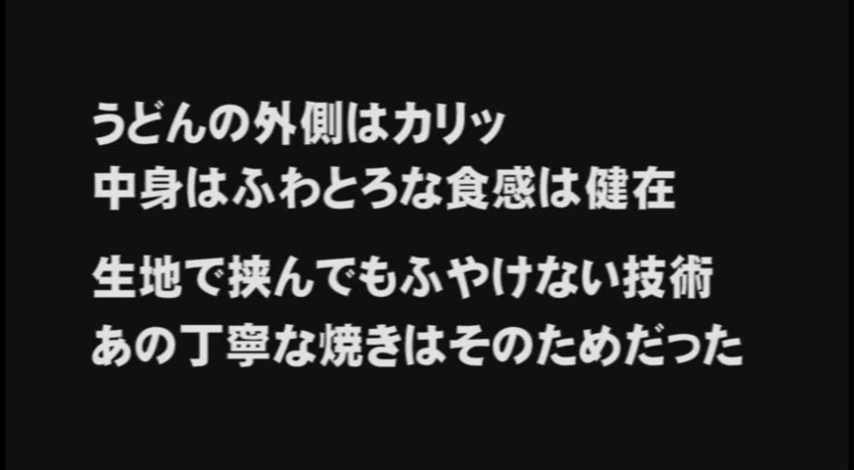 うどんの外側はカリッ
中身はふわとろな食感は健在
生地で挟んでもふやけない技術
あの丁寧な焼きはそのためだった